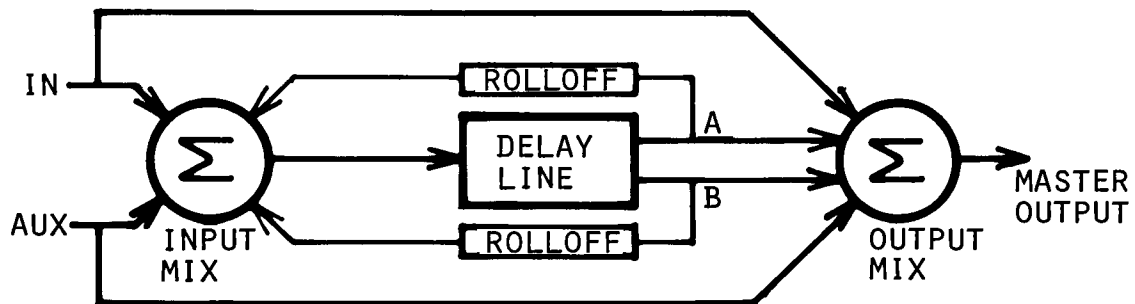 ROLLOFF
IN
A
Σ
DELAY
LINE
Σ
B
MASTER
OUTPUT
AUX
INPUT
MIX
ROLLOFF
OUTPUT
MIX